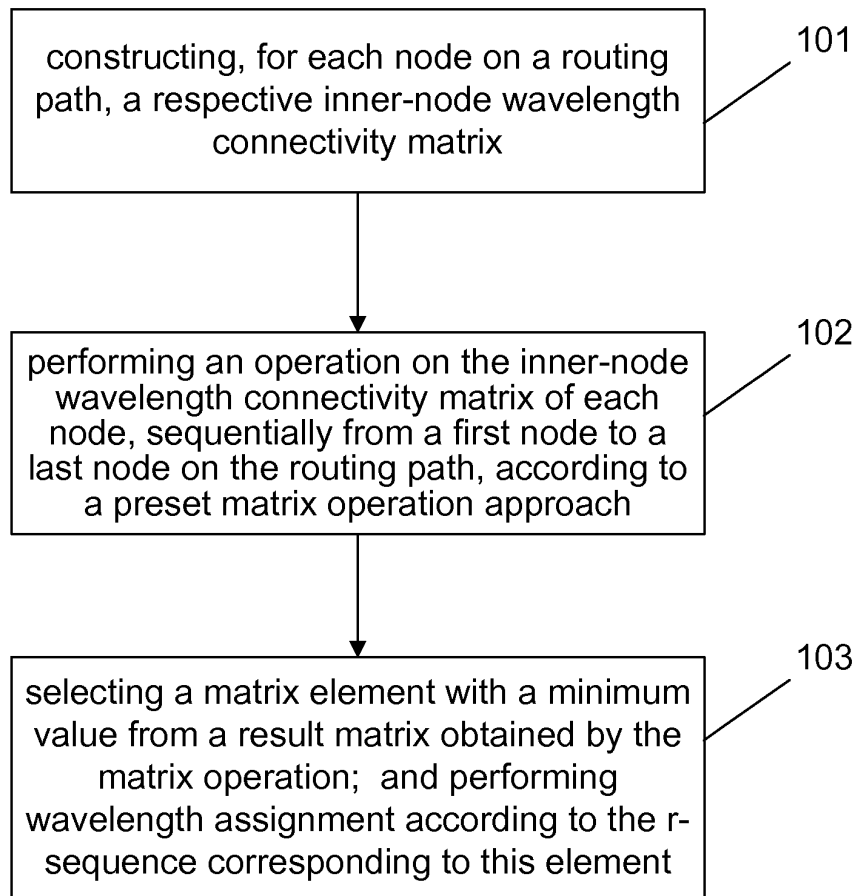 constructing, for each node on a routing
path, a respective inner-node wavelength
connectivity matrix
101
performing an operation on the inner-node
wavelength connectivity matrix of each
node, sequentially from a first node to a
last node on the routing path, according to
a preset matrix operation approach
102
selecting a matrix element with a minimum
value from a result matrix obtained by the
matrix operation; and performing
wavelength assignment according to the r-
sequence corresponding to this element
103